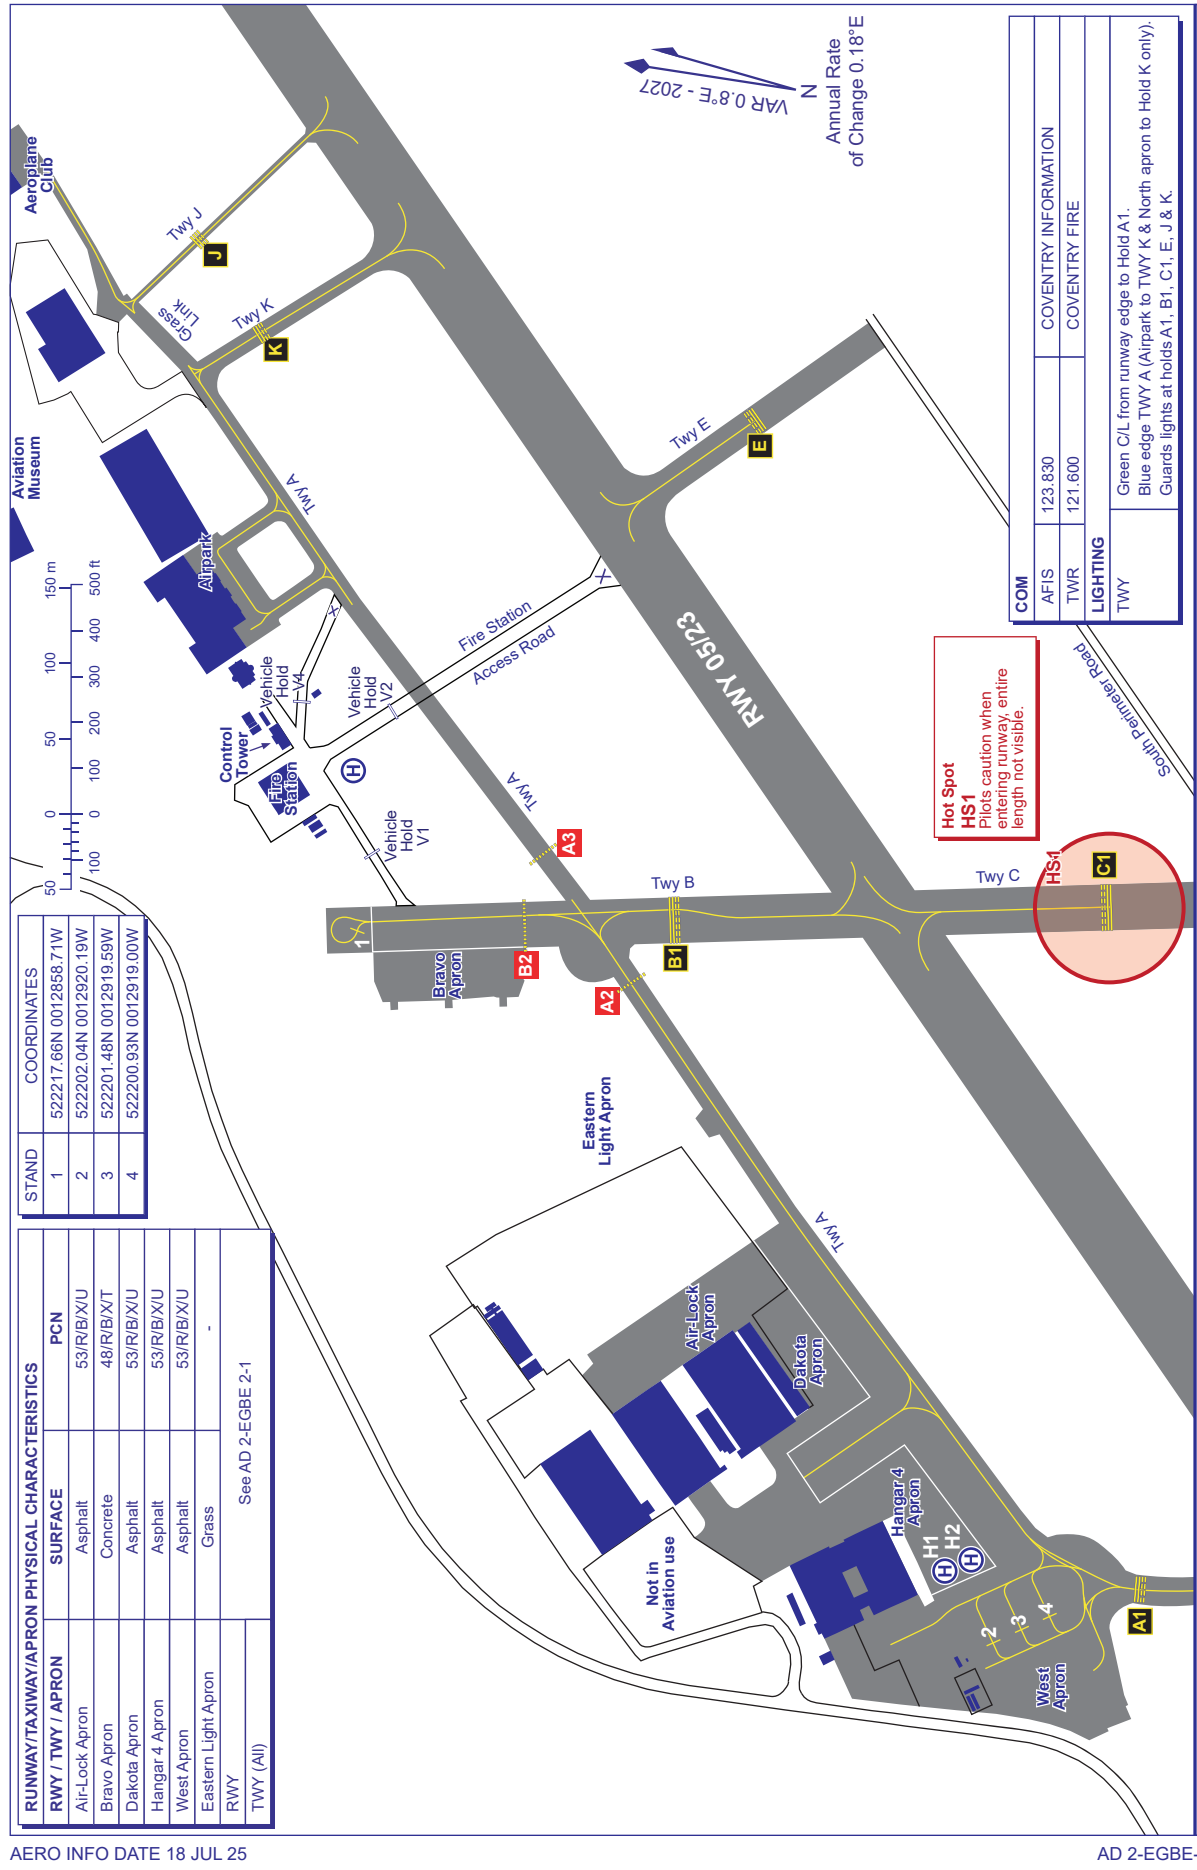 RUNWAY/TAXIWAY/APRON PHYSICAL CHARACTERISTICS
RWY / TWY / APRON SURFACE PCN
Air-Lock Apron Asphalt 53/R/B/X/U
Bravo Apron Concrete 48/R/B/X/T
Dakota Apron Asphalt 53/R/B/X/U
Hangar 4 Apron Asphalt 53/R/B/X/U
West Apron Asphalt 53/R/B/X/U
Eastern Light Apron Grass -
RWY
TWY (All)
See AD 2-EGBE 2-1
STAND COORDINATES
1 522217.66N 0012858.71W
2 522202.04N 0012920.19W
3 522201.48N 0012919.59W
4 522200.93N 0012919.00W
50 0 50 100 150 m
100 0 100 200 300 400 500 ft
Aviation
Museum
Aeroplane
Club
Airpark
Control
Tower
Fire
Station
Vehicle
Hold
V4
Vehicle
Hold
V2
Vehicle
Hold
V1
H
X
X
Fire Station
Access Road
Grass
Link
Twy J
J
Twy K
K
Twy A
Twy E
E
Twy A
A3
RWY 05/23
Twy B
1
Bravo
Apron
B2
B1
A2
Twy C
HS1
C1
Hot Spot
HS1
Pilots caution when
entering runway, entire
length not visible.
South Perimeter Road
Eastern
Light Apron
Twy A
Air-Lock
Apron
Dakota
Apron
Not in
Aviation use
Hangar 4
Apron
H1
H2
H
H
2
3
4
West
Apron
A1
VAR 0.8°E - 2027
N
Annual Rate
of Change 0.18°E
COM
AFIS 123.830 COVENTRY INFORMATION
TWR 121.600 COVENTRY FIRE
LIGHTING
TWY
Green C/L from runway edge to Hold A1.
Blue edge TWY A (Airpark to TWY K & North apron to Hold K only).
Guards lights at holds A1, B1, C1, E, J & K.
AERO INFO DATE 18 JUL 25
AD 2-EGBE-